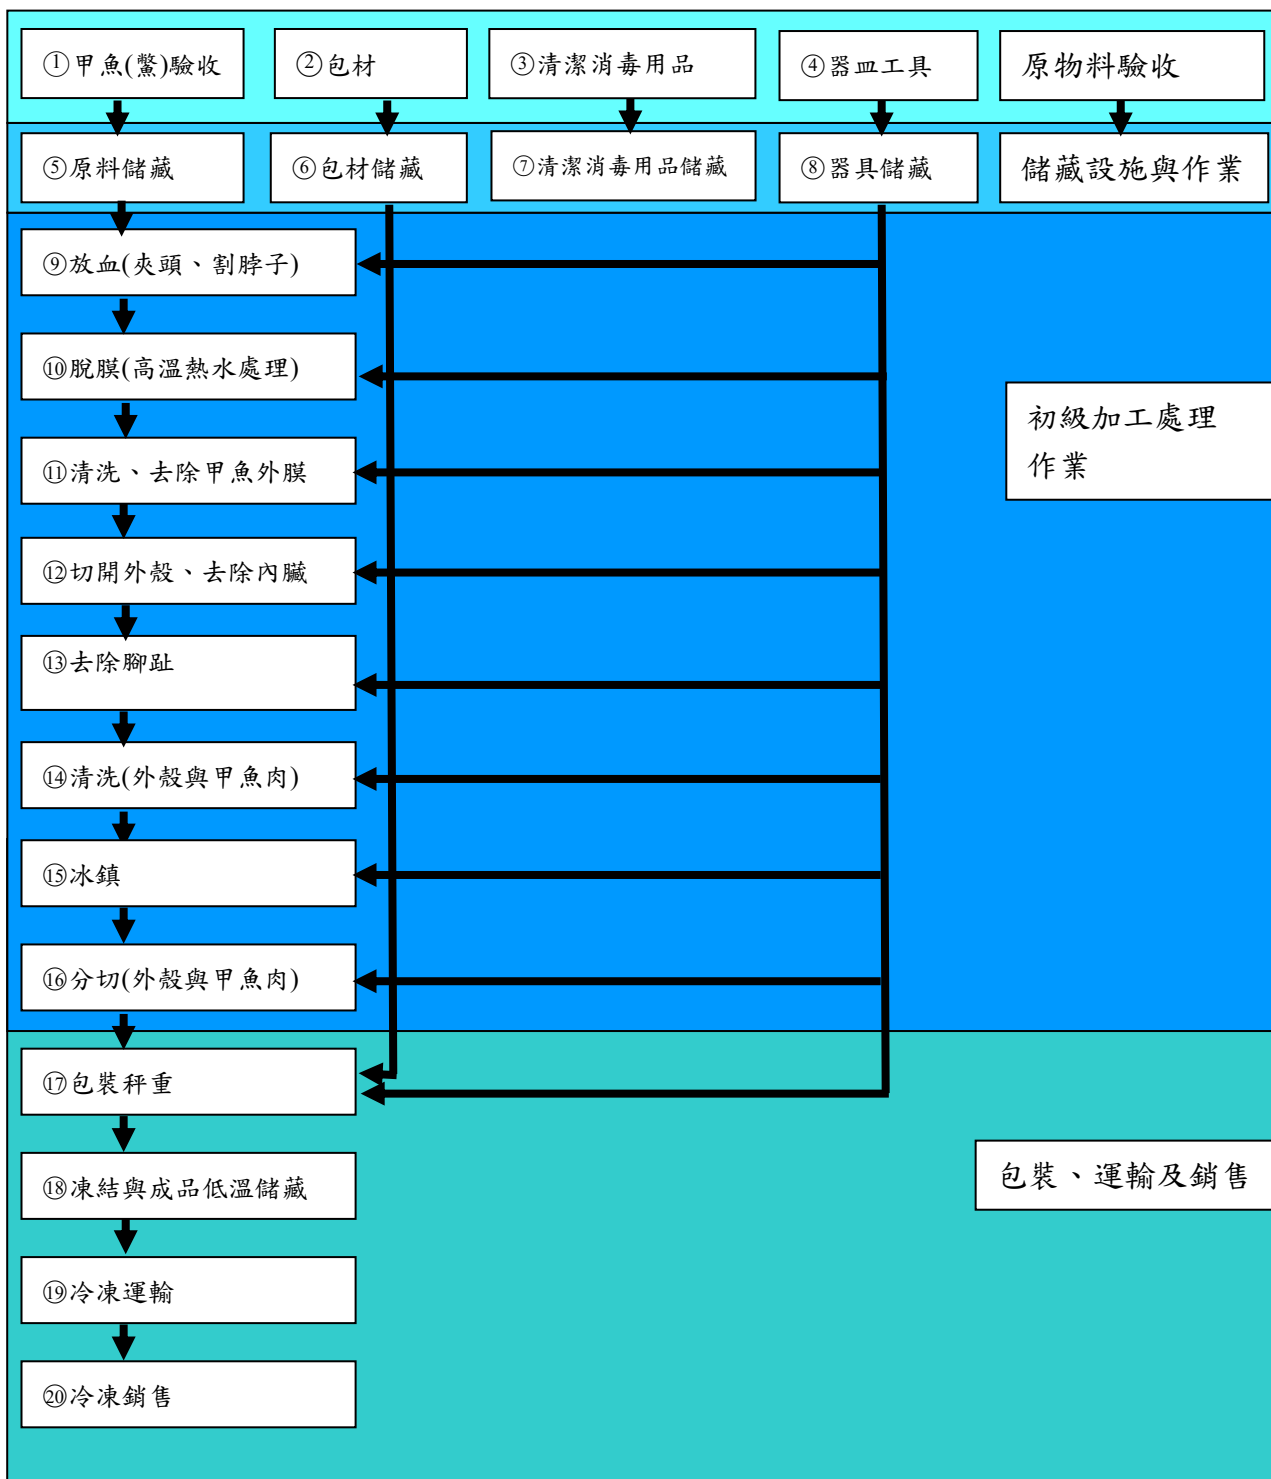 ①甲魚(鱉)驗收
②包材
③清潔消毒用品
④器皿工具
原物料驗收
⑤原料儲藏
⑥包材儲藏
⑦清潔消毒用品儲藏
⑧器具儲藏
儲藏設施與作業
⑨放血(夾頭、割脖子)
⑩脫膜(高溫熱水處理)
初級加工處理
作業
⑪清洗、去除甲魚外膜
⑫切開外殼、去除內臟
⑬去除腳趾
⑭清洗(外殼與甲魚肉)
⑮冰鎮
⑯分切(外殼與甲魚肉)
⑰包裝秤重
包裝、運輸及銷售
⑱凍結與成品低溫儲藏
⑲冷凍運輸
⑳冷凍銷售